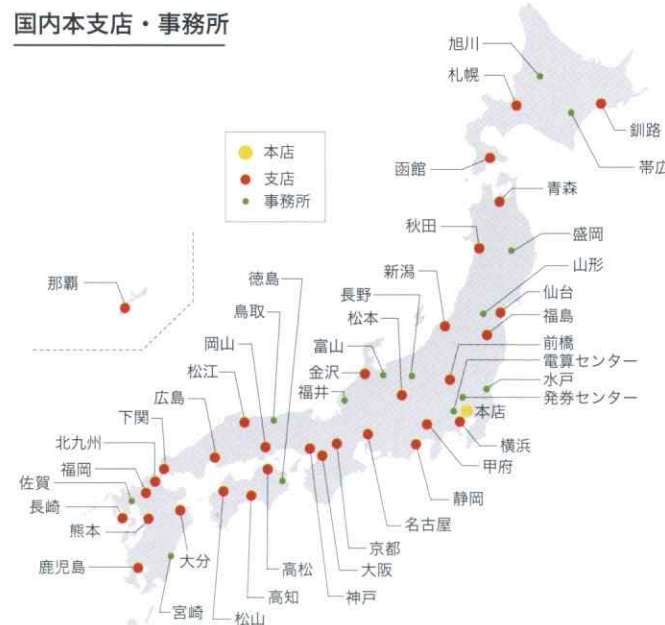 国内本支店・事務所
本店
支店
事務所
旭川
札幌
釧路
帯広
函館
青森
秋田
盛岡
山形
新潟
仙台
福島
那覇
徳島
長野
鳥取
松本
前橋
岡山
富山
電算センター
松江
金沢
水戸
広島
福井
発券センター
本店
下関
横浜
北九州
甲府
福岡
静岡
佐賀
長崎
名古屋
熊本
京都
大分
高松
大阪
鹿児島
高知
神戸
宮崎
松山